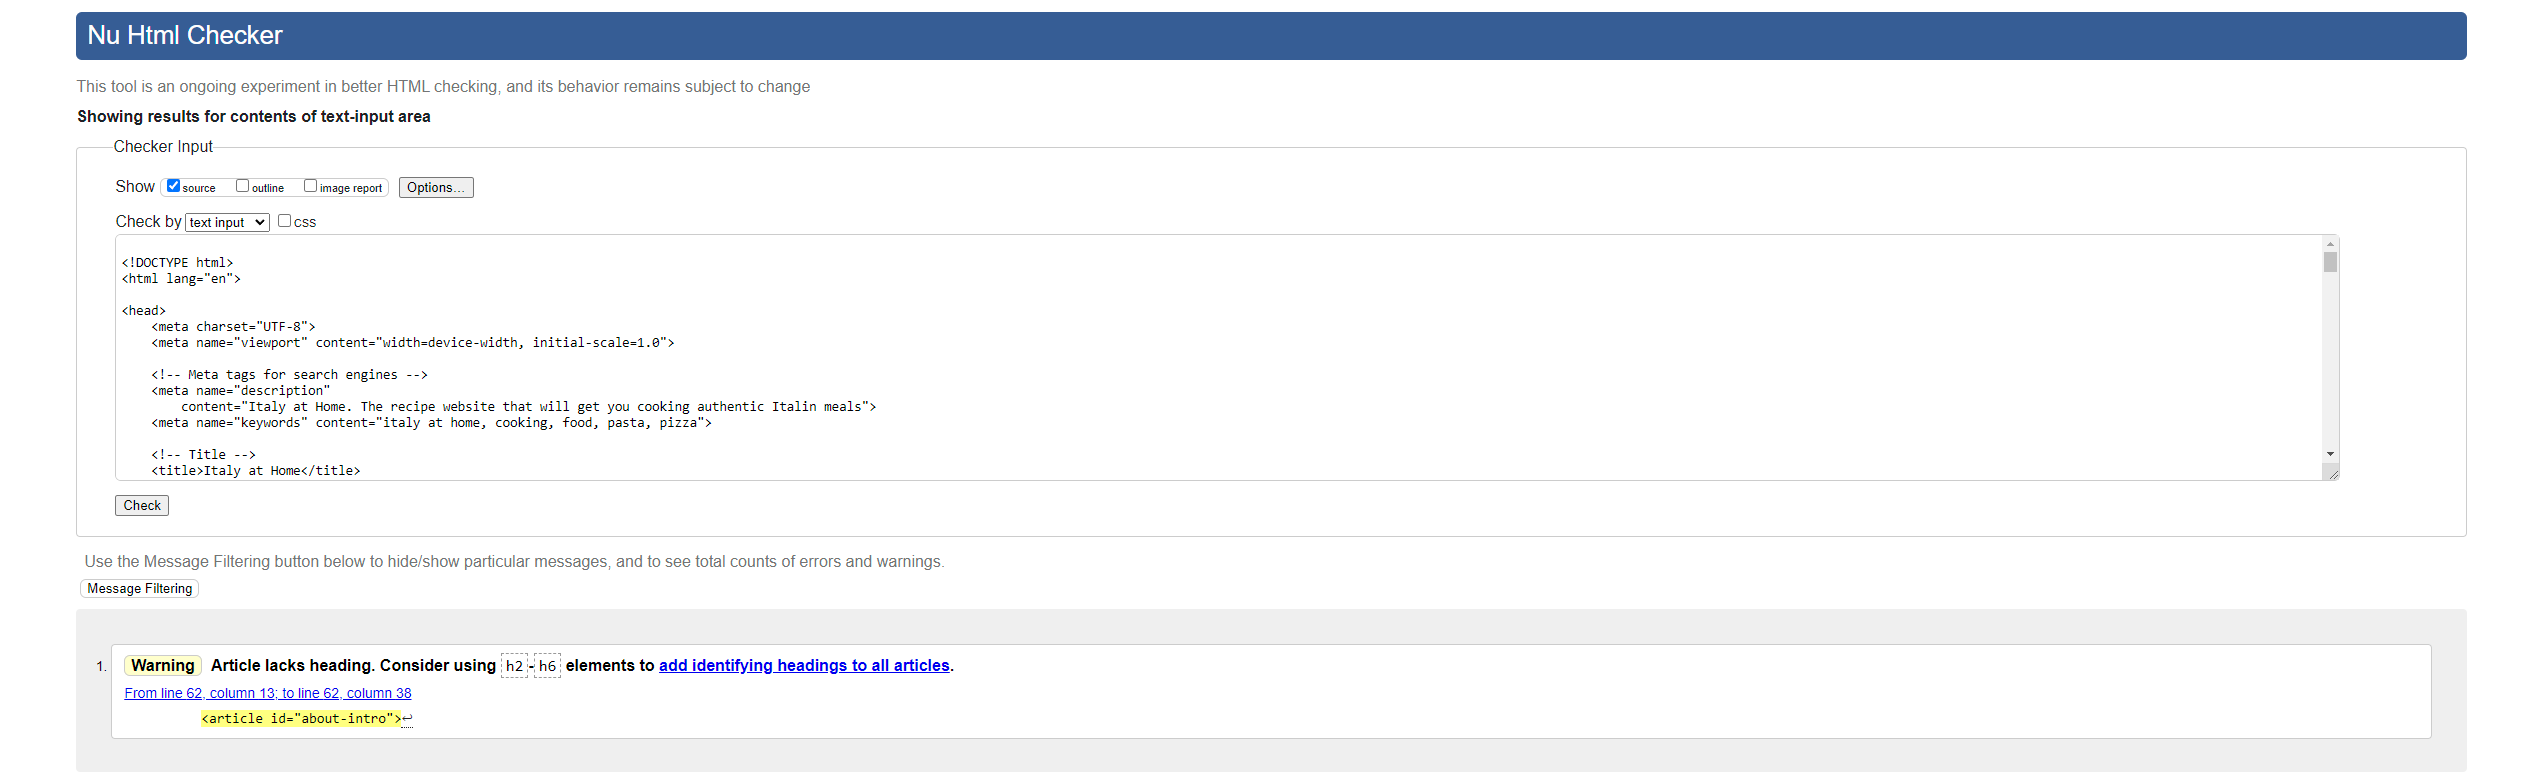 Nu Html Checker
This tool is an ongoing experiment in better HTML checking, and its behavior remains subject to change
Showing results for contents of text-input area
Checker Input
Show source outline image report Options...
Check by text input css
<!DOCTYPE html>
<html lang="en">
<head>
<meta charset="UTF-8">
<meta name="viewport" content="width=device-width, initial-scale=1.0">
<!-- Meta tags for search engines -->
<meta name="description"
content="Italy at Home. The recipe website that will get you cooking authentic Italin meals">
<meta name="keywords" content="italy at home, cooking, food, pasta, pizza">
<!-- Title -->
<title>Italy at Home</title>
Check
Use the Message Filtering button below to hide/show particular messages, and to see total counts of errors and warnings.
Message Filtering
1. Warning Article lacks heading. Consider using h2-h6 elements to add identifying headings to all articles.
From line 62, column 13; to line 62, column 38
<article id="about-intro">↩